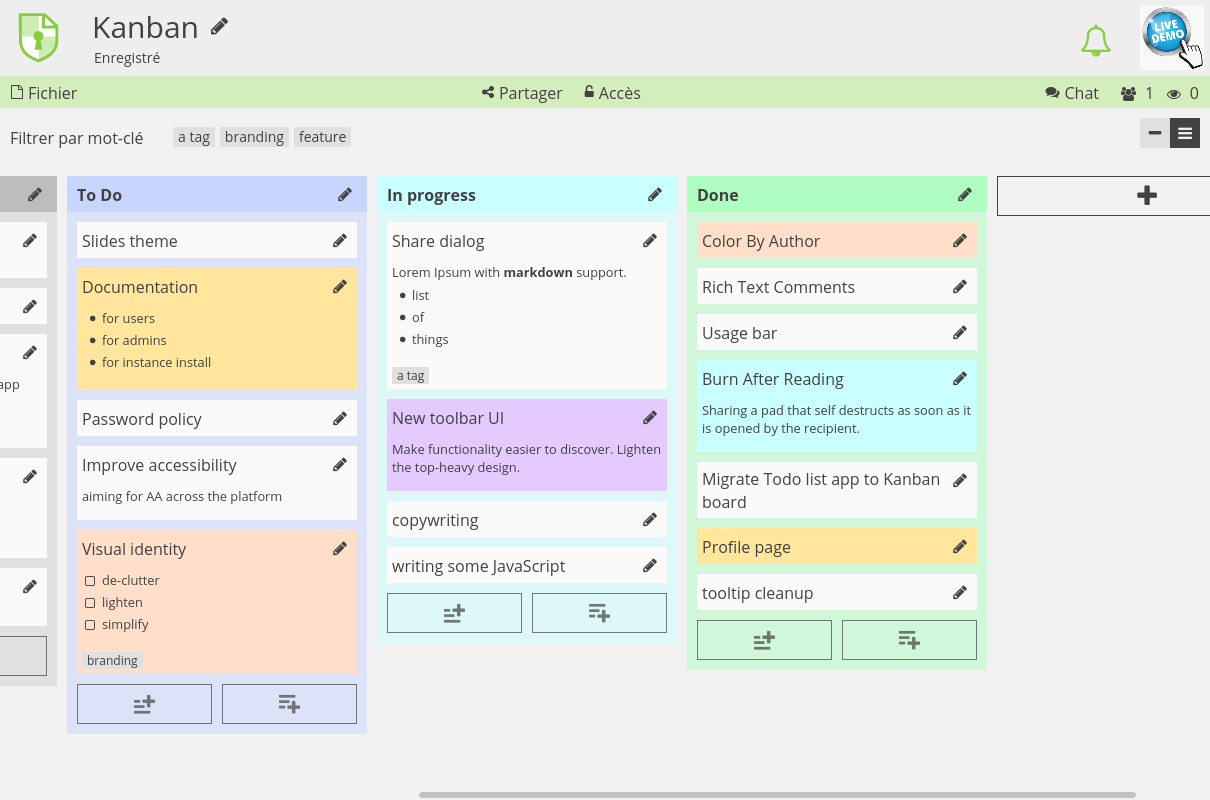 Kanban
Enregistré
LIVE
DEMO
Fichier
Partager
Accès
Chat
1
0
Filtrer par mot-clé
a tag
branding
feature
app
To Do
Slides theme
Documentation
for users
for admins
for instance install
Password policy
Improve accessibility
aiming for AA across the platform
Visual identity
de-clutter
lighten
simplify
branding
In progress
Share dialog
Lorem Ipsum with markdown support.
list
of
things
a tag
New toolbar UI
Make functionality easier to discover. Lighten
the top-heavy design.
copywriting
writing some JavaScript
Done
Color By Author
Rich Text Comments
Usage bar
Burn After Reading
Sharing a pad that self destructs as soon as it
is opened by the recipient.
Migrate Todo list app to Kanban
board
Profile page
tooltip cleanup